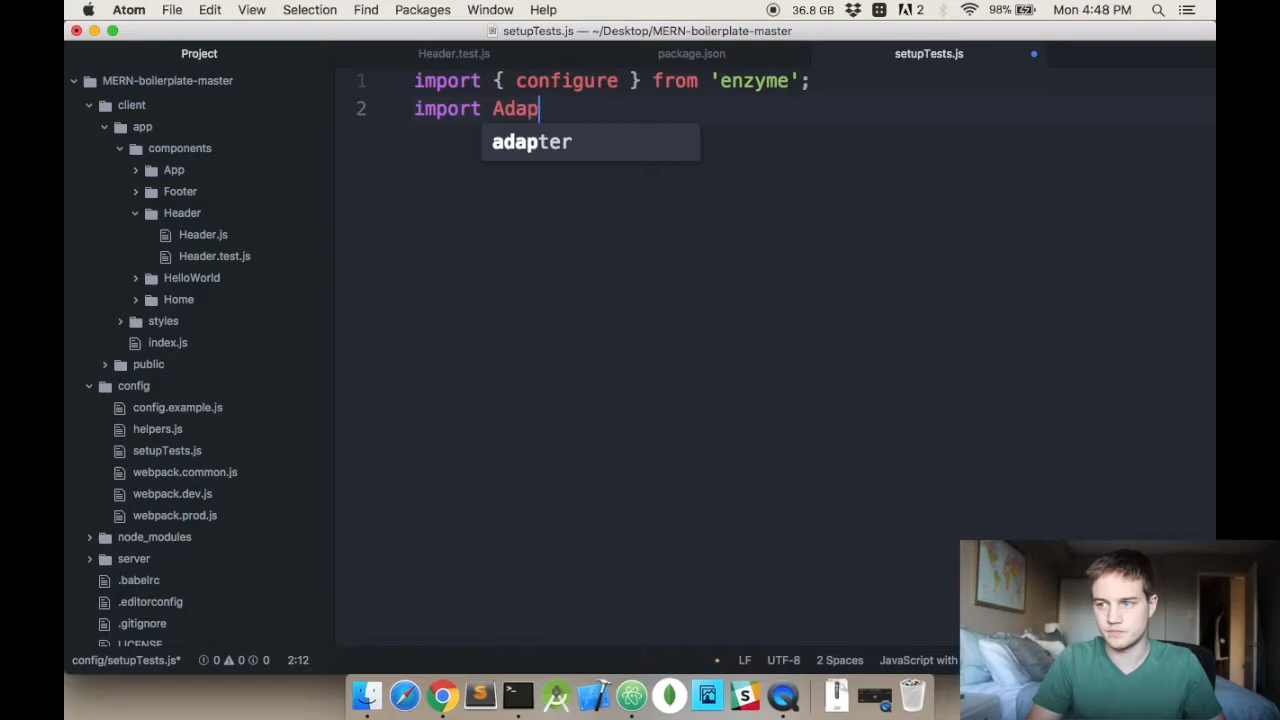 Atom File Edit View Selection Find Packages Window Help 36.8 GB 2 98% Mon 4:48 PM
setupTests.js — ~/Desktop/MERN-boilerplate-master
Project Header.test.js package.json setupTests.js
MERN-boilerplate-master
client
app
components
App
Footer
Header
Header.js
Header.test.js
HelloWorld
Home
styles
index.js
public
config
config.example.js
helpers.js
setupTests.js
webpack.common.js
webpack.dev.js
webpack.prod.js
node_modules
server
.babelrc
.editorconfig
.gitignore
LICENSE
1 import { configure } from 'enzyme';
2 import Adap
adapter
config/setupTests.js* 0 0 0 2:12 LF UTF-8 2 Spaces JavaScript with